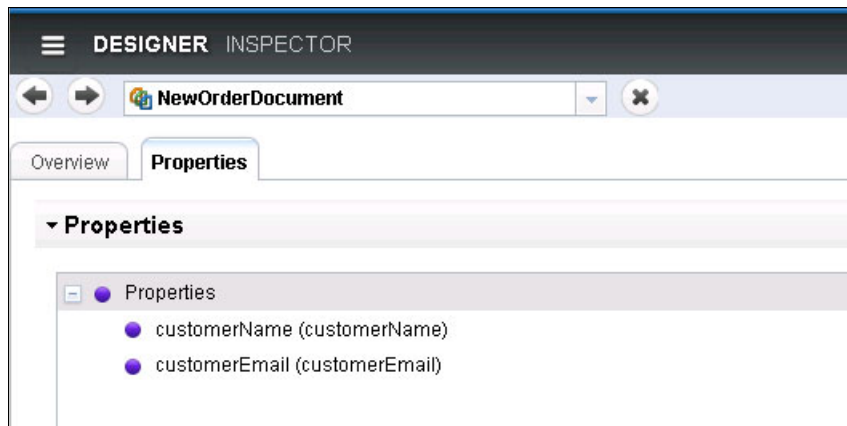 DESIGNER INSPECTOR
NewOrderDocument
Overview Properties
Properties
Properties
customerName (customerName)
customerEmail (customerEmail)